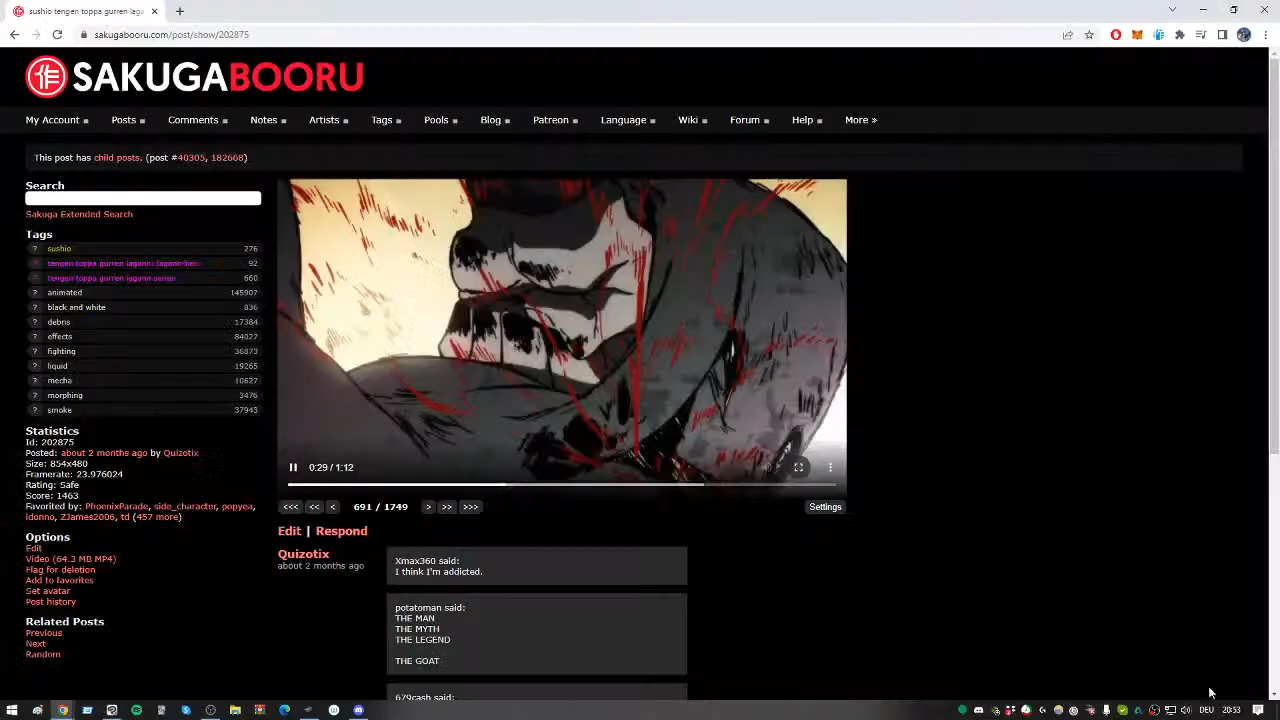 sushio tengen toppa gurren laga
sakugabooru.com/post/show/202875
作 SAKUGABOORU
My Account Posts Comments Notes Artists Tags Pools Blog Patreon Language Wiki Forum Help More »
This post has child posts. (post #40305, 182668)
Search
Sakuga Extended Search
Tags
? sushio 276
tengen toppa gurren lagann: 92
tengen toppa gurren lagann series 660
? animated 145907
? black and white 836
? debris 17384
? effects 84027
? fighting 36873
? liquid 19265
? mecha 10627
? morphing 3476
? smoke 37943
0:29 / 1:12
<<< << < 691 / 1749 > >> >>> Settings
Statistics
Id: 202875
Posted: about 2 months ago by Quizotix
Size: 854x480
Framerate: 23.976024
Rating: Safe
Score: 1463
Favorited by: PhoenixParade, side_character, popyea,
idonno, ZJames2006, td (457 more)
Options
Edit
Video (64.3 MB MP4)
Flag for deletion
Add to favorites
Set avatar
Post history
Related Posts
Previous
Next
Random
Edit | Respond
Quizotix
about 2 months ago
Xmax360 said:
I think I'm addicted.
potatoman said:
THE MAN
THE MYTH
THE LEGEND
THE GOAT
679cash said:
DEU 20:53